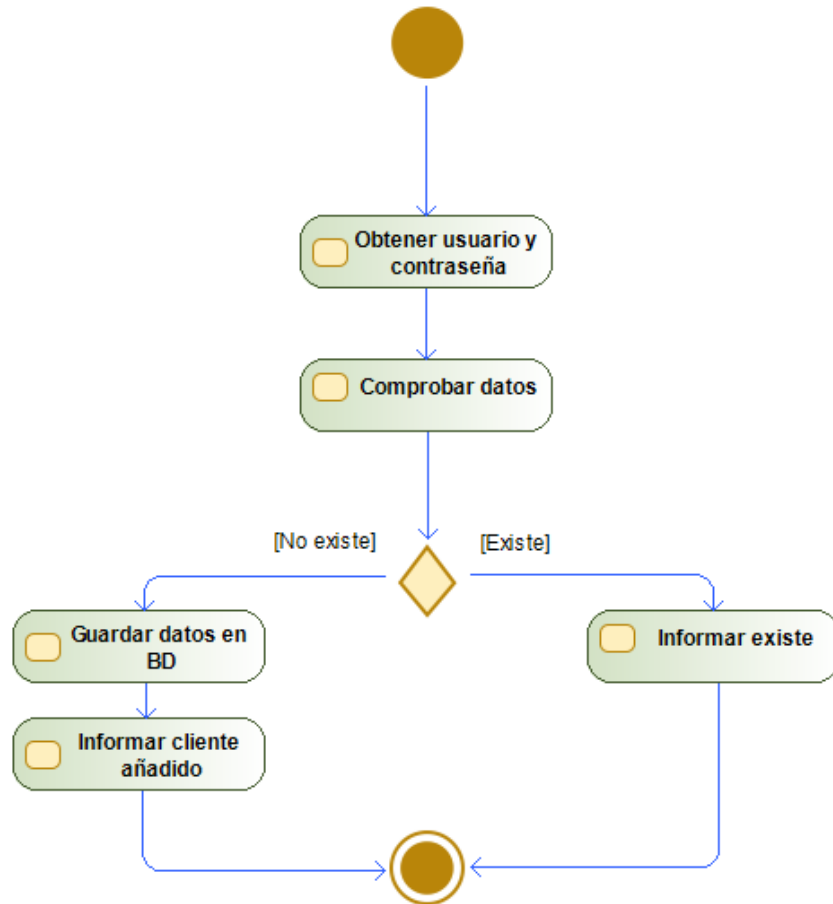 Obtener usuario y
contraseña
Comprobar datos
[No existe]
[Existe]
Guardar datos en
BD
Informar existe
Informar cliente
añadido